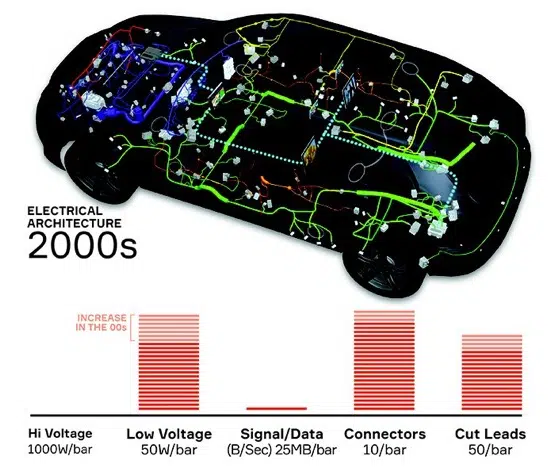 ELECTRICAL
ARCHITECTURE
2000s
INCREASE
IN THE 00s
Hi Voltage
1000W/bar
Low Voltage
50W/bar
Signal/Data
(B/Sec) 25MB/bar
Connectors
10/bar
Cut Leads
50/bar